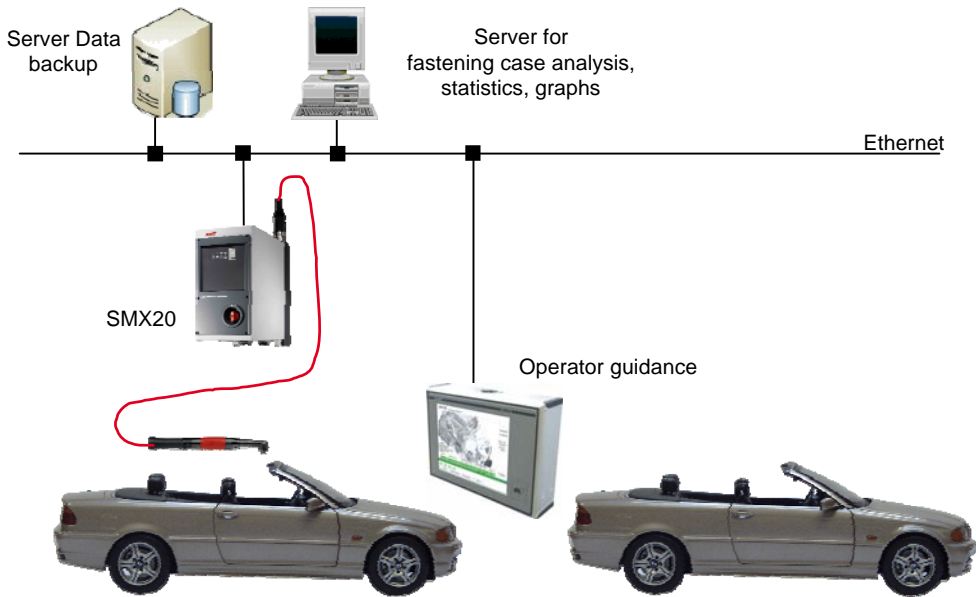 Server Data
backup
Server for
fastening case analysis,
statistics, graphs
Ethernet
SMX20
Operator guidance